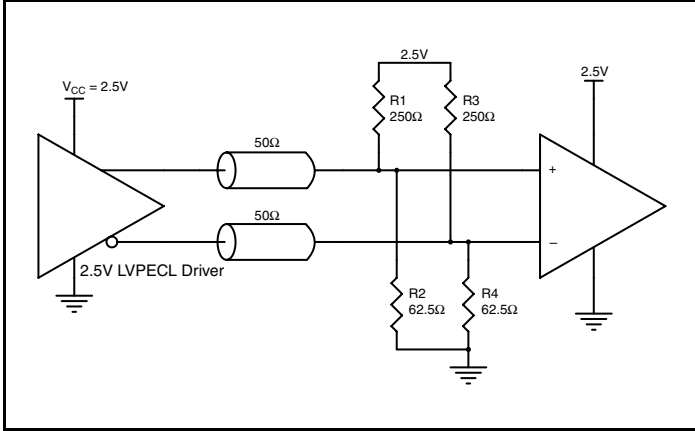 2.5V
V_CC = 2.5V
2.5V
R1
250Ω
R3
250Ω
50Ω
+
50Ω
–
2.5V LVPECL Driver
R2
62.5Ω
R4
62.5Ω